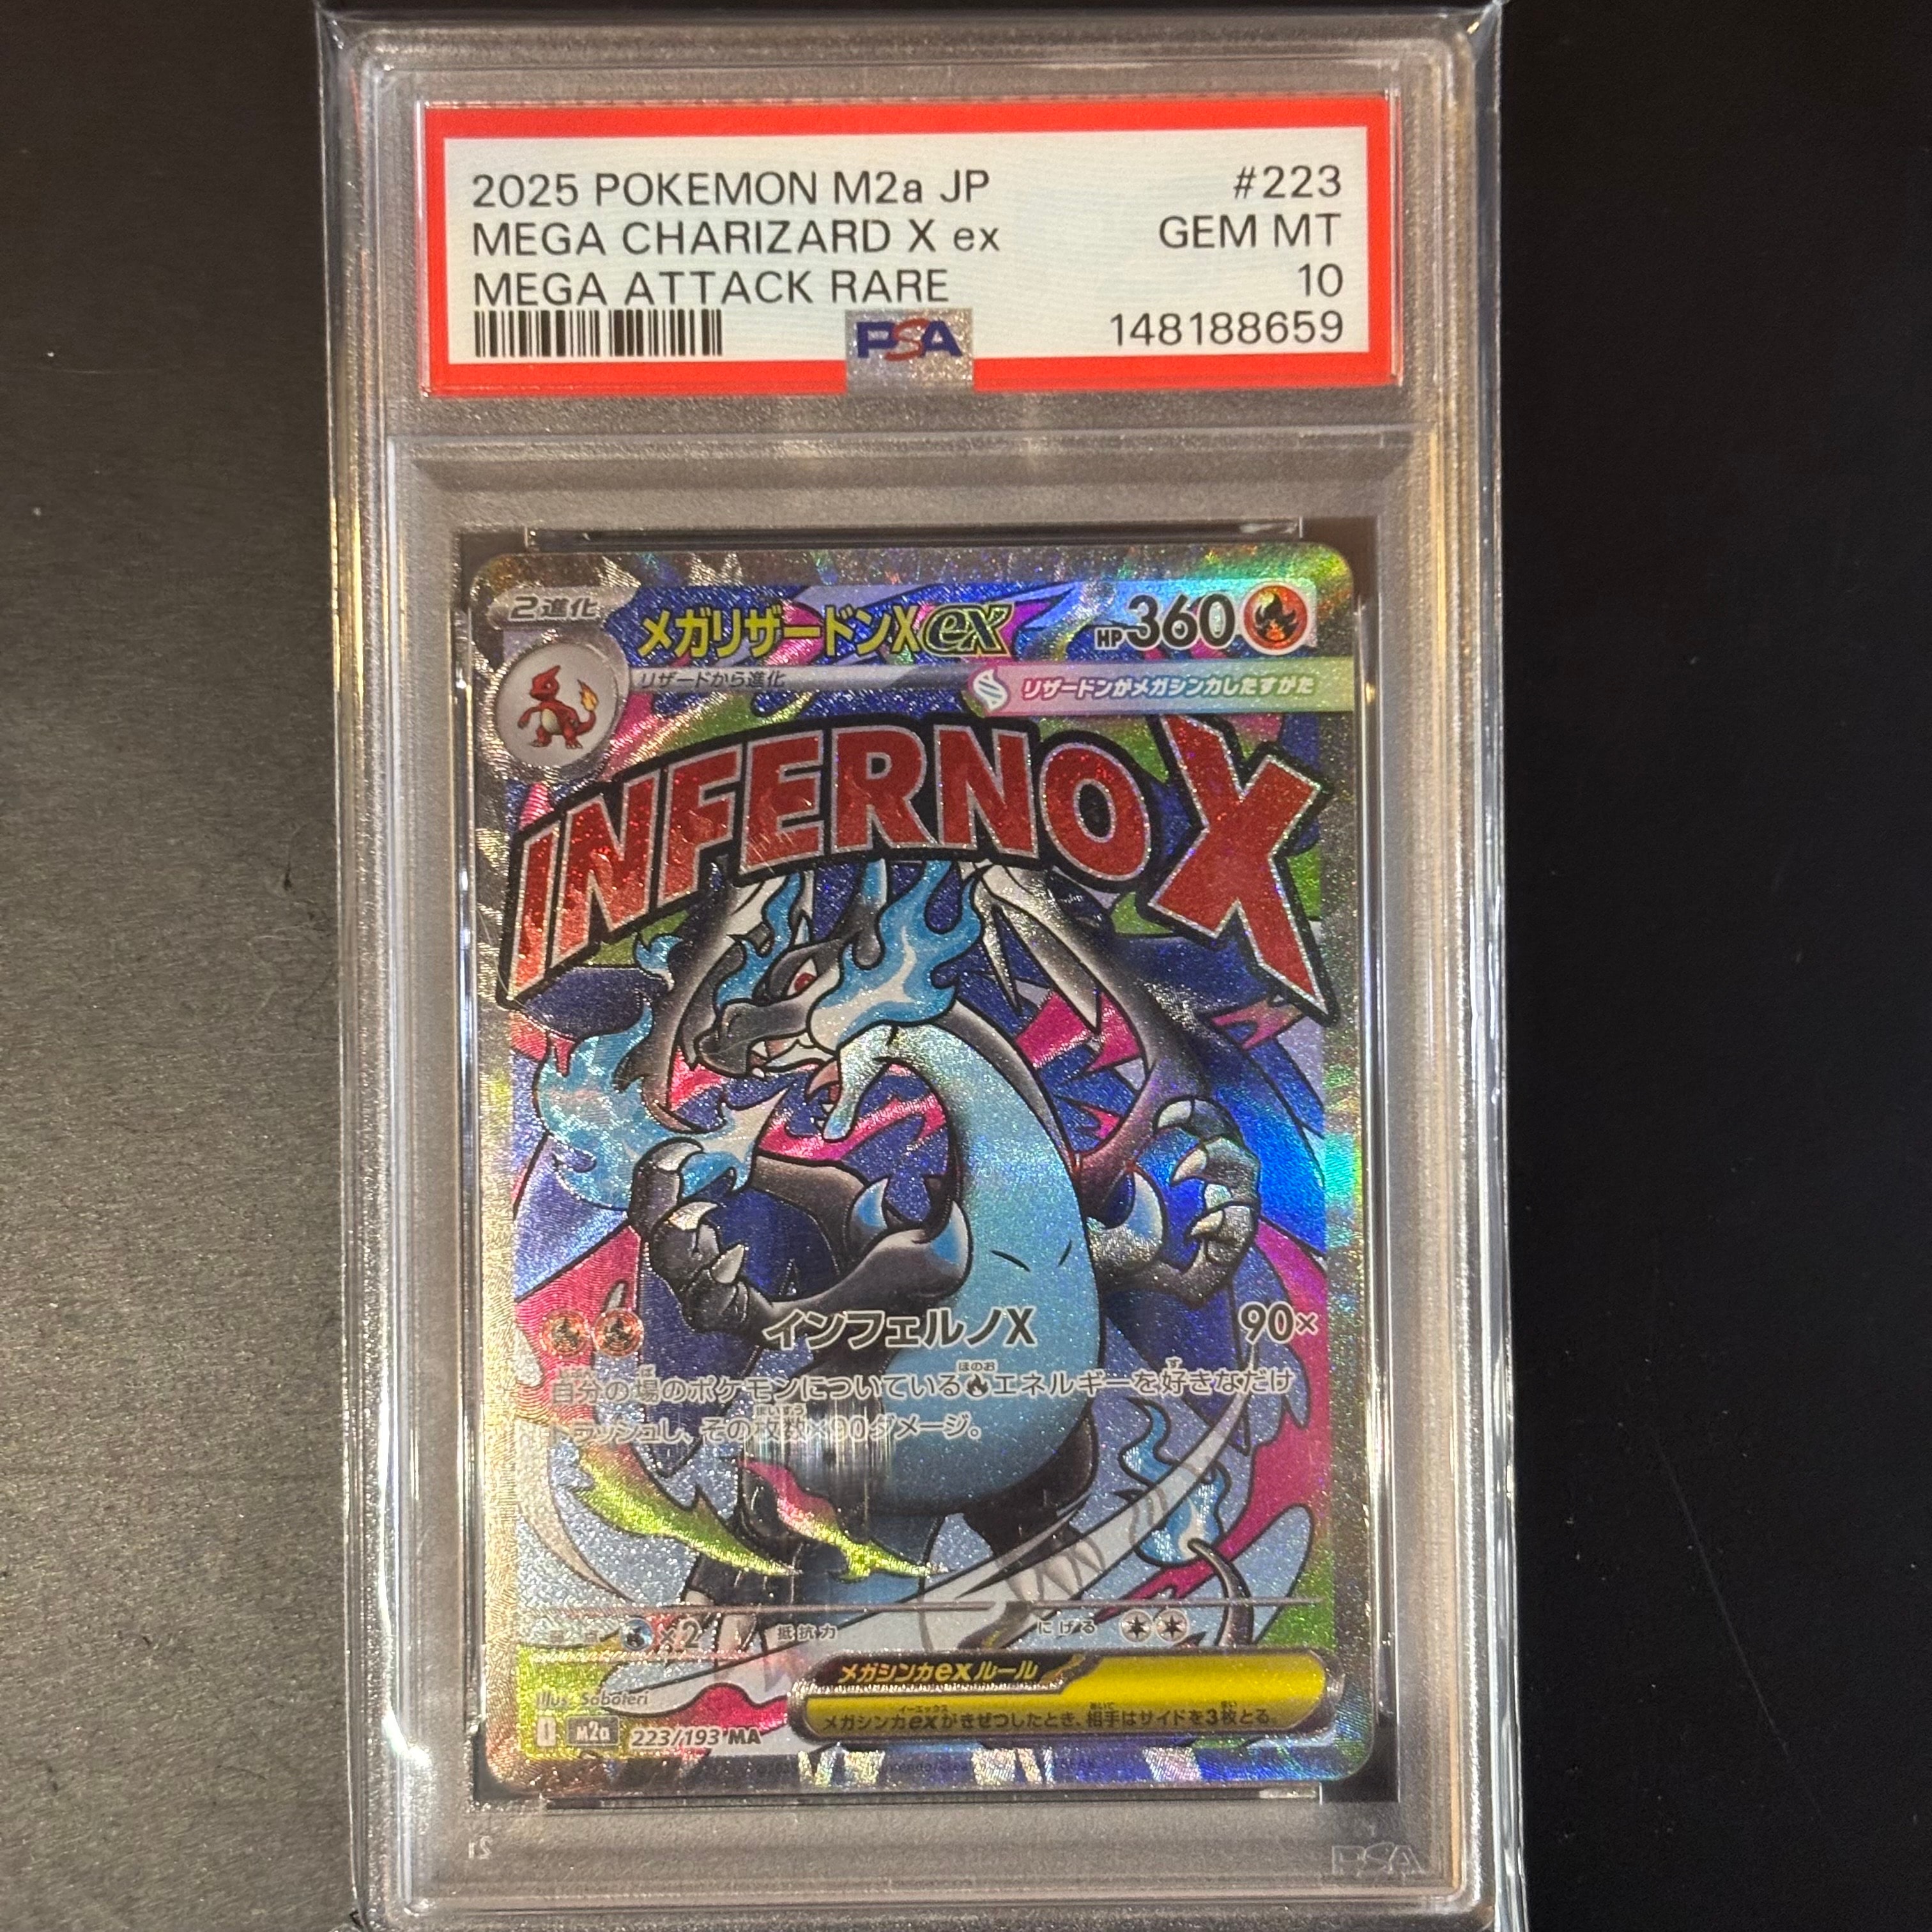 2025 POKEMON M2a JP #223
MEGA CHARIZARD X ex GEM MT
MEGA ATTACK RARE 10
PSA 148188659
2進化 メガリザードンXex HP360
リザードから進化 リザードンがメガシンカしたすがた
INFERNO X
インフェルノX 90×
自分の場のポケモンについているエネルギーを好きなだけ
トラッシュし、その枚数×90ダメージ。
×2 抵抗力 にげる
メガシンカexルール
メガシンカexがきぜつしたとき、相手はサイドを3枚とる。
Illus. Saboteri
I M2a 223/193 MA
PSA